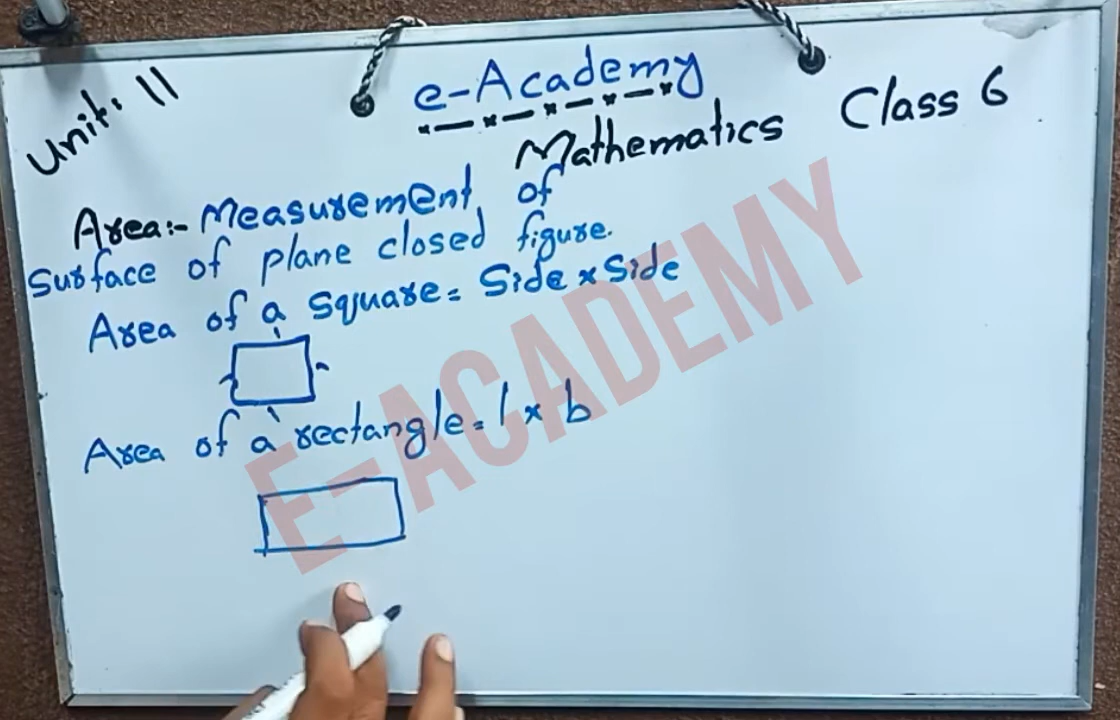 Unit: 11
e-Academy
Mathematics Class 6
Area:- Measurement of
Surface of plane closed figure.
Area of a Square = Side x Side
Area of a rectangle = l x b
E-ACADEMY